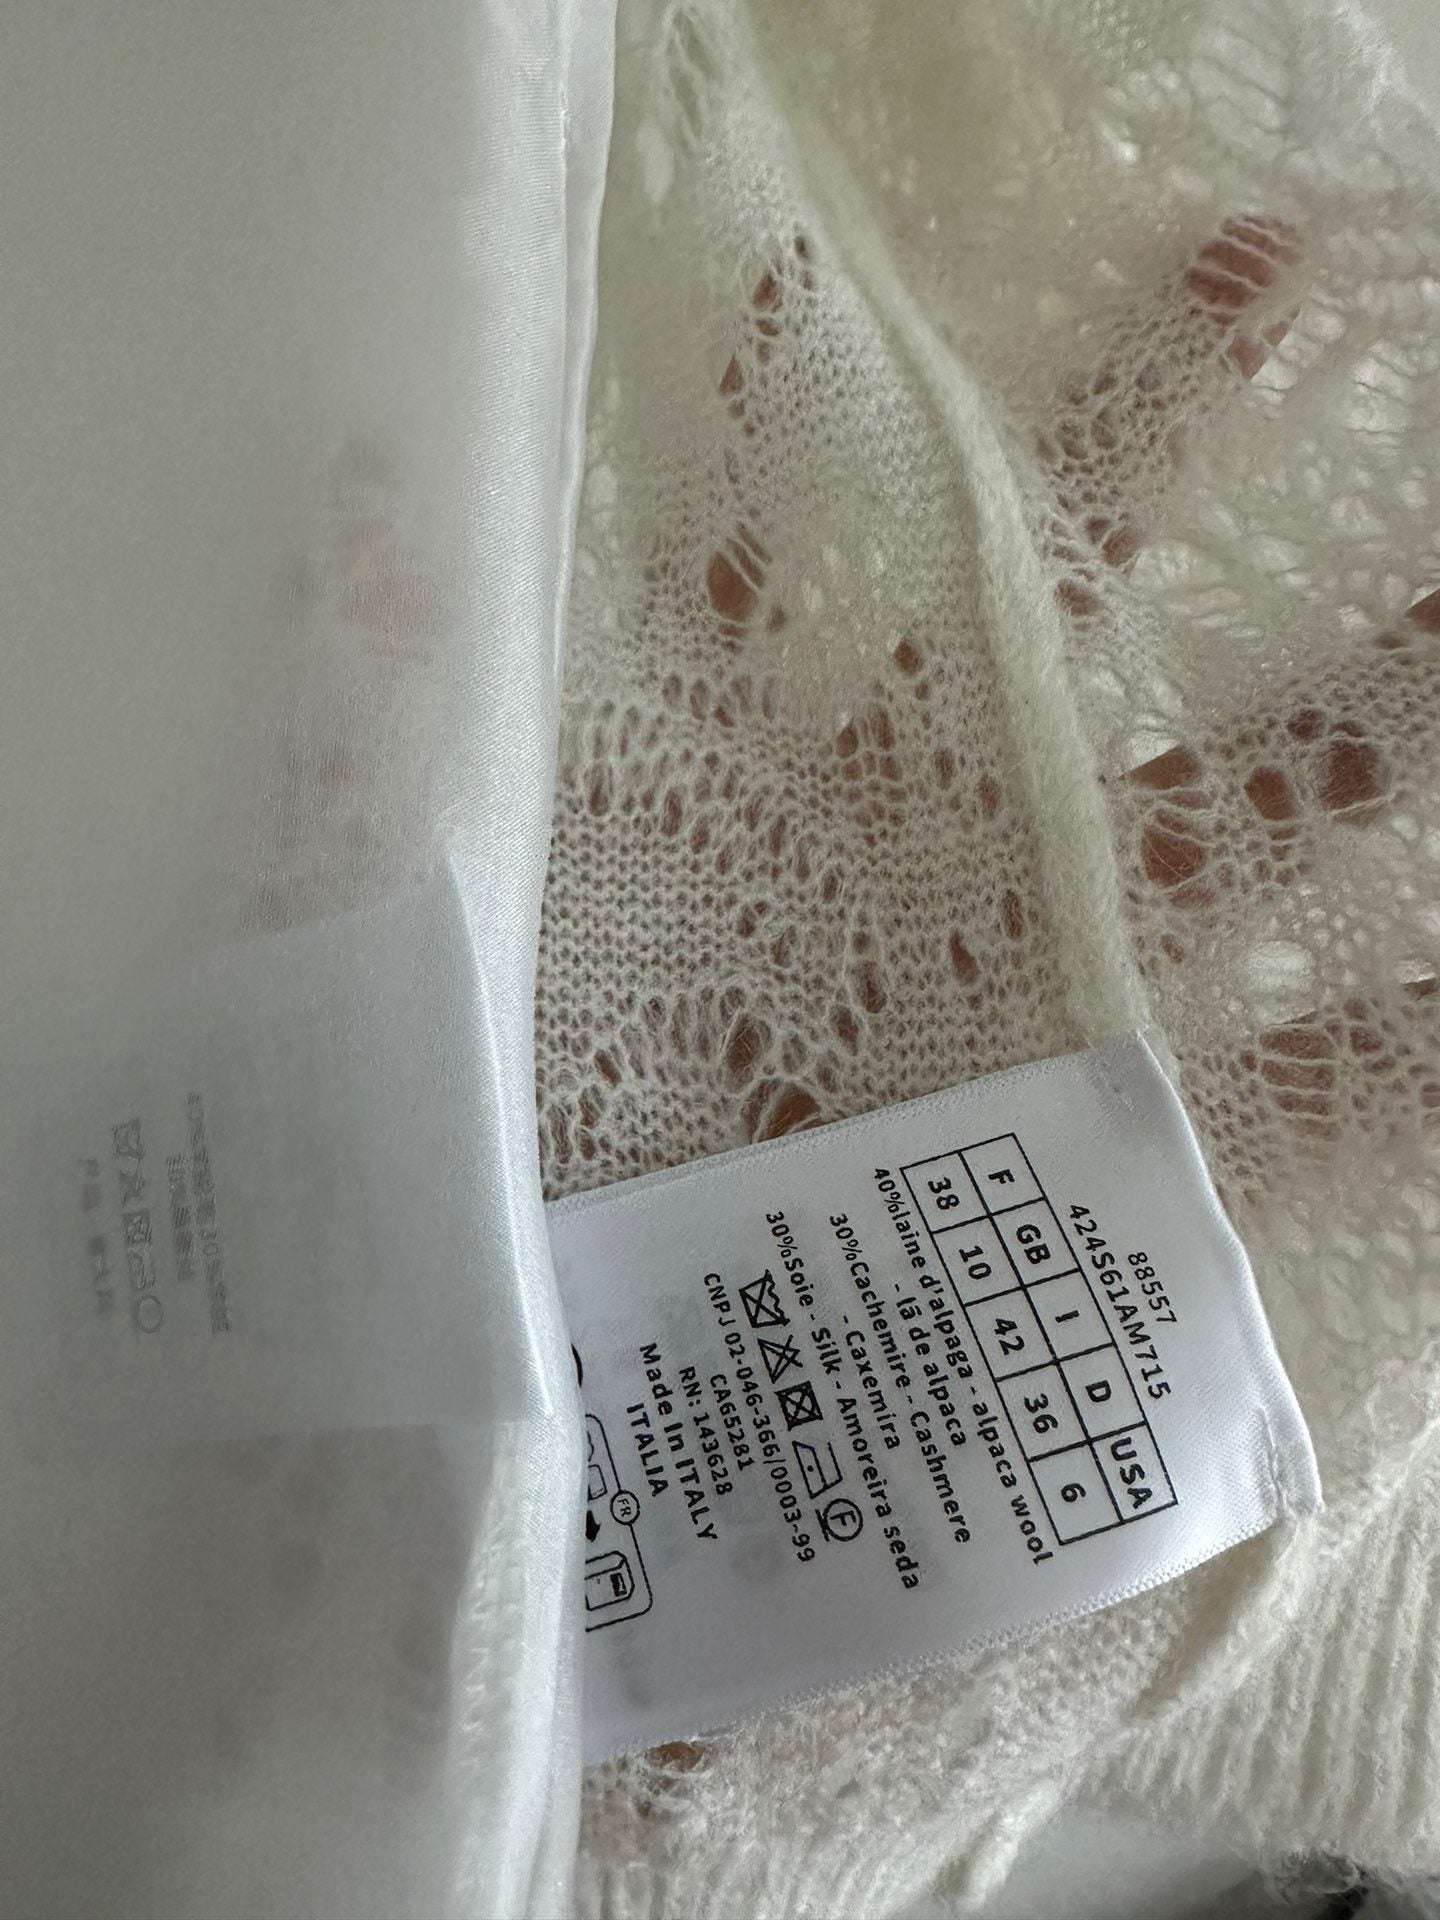 88557
424S61AM715
F GB I D USA
38 10 42 36 6
40%laine d'alpaga - alpaca wool
- lã de alpaca
30%Cachemire - Cashmere
- Caxemira
30%Soie - Silk - Amoreira seda
F
CNPJ 02-046-366/0003-99
CA65281
RN: 143628
Made In ITALY
ITALIA
FR